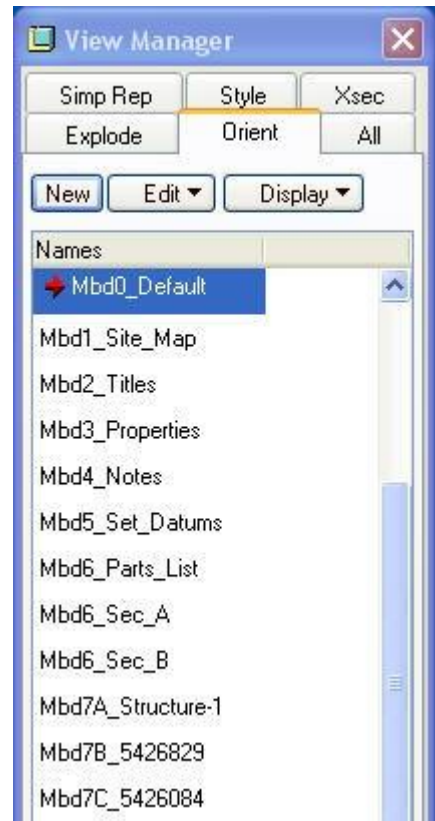 View Manager
Simp Rep Style Xsec
Explode Orient All
New Edit Display
Names
Mbd0_Default
Mbd1_Site_Map
Mbd2_Titles
Mbd3_Properties
Mbd4_Notes
Mbd5_Set_Datums
Mbd6_Parts_List
Mbd6_Sec_A
Mbd6_Sec_B
Mbd7A_Structure-1
Mbd7B_5426829
Mbd7C_5426084